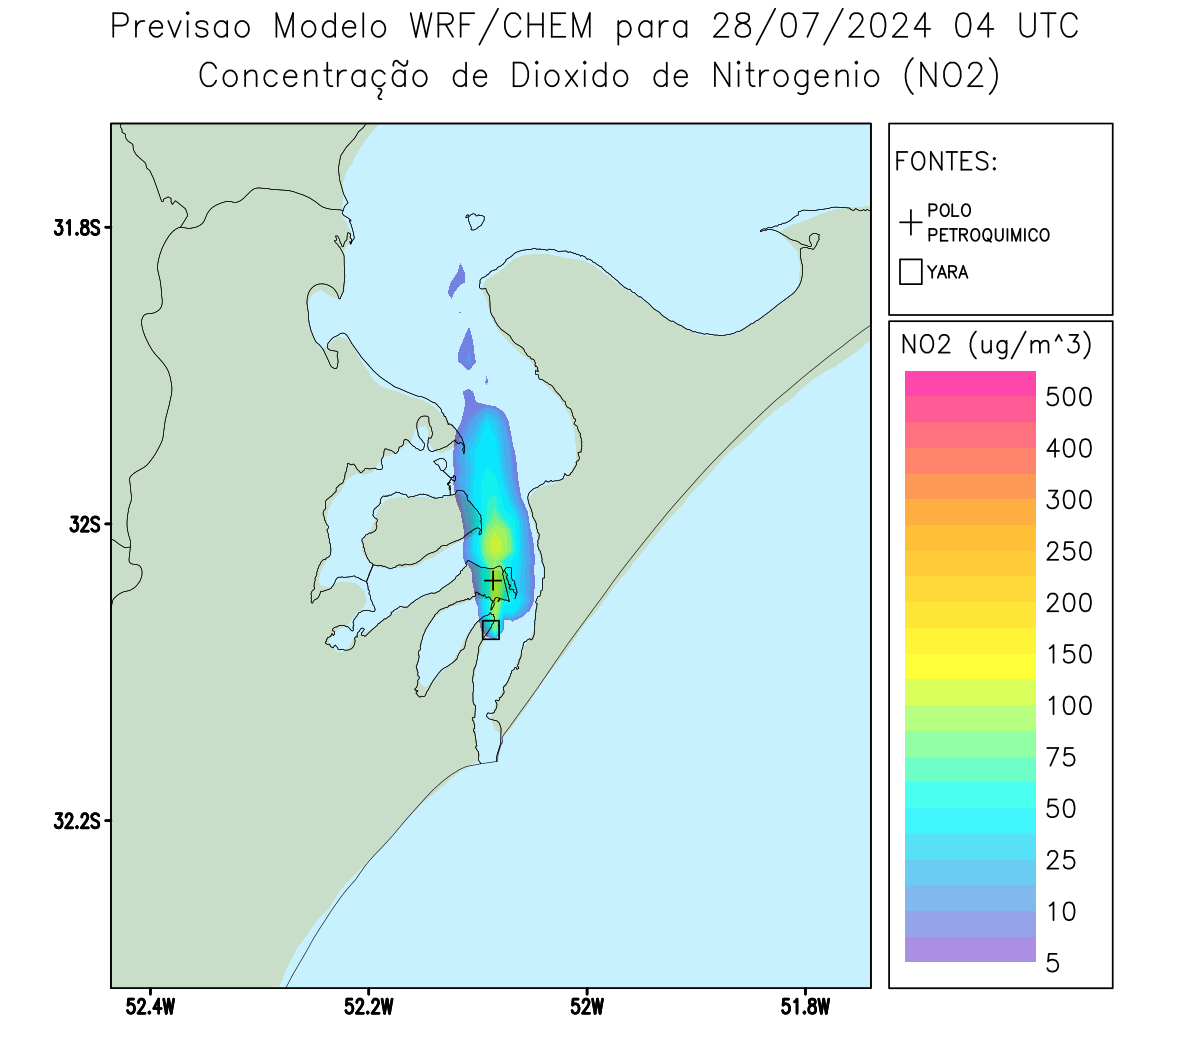 Previsao Modelo WRF/CHEM para 28/07/2024 04 UTC
Concentração de Dioxido de Nitrogenio (NO2)
FONTES:
POLO
PETROQUIMICO
YARA
NO2 (ug/m^3)
500
400
300
250
200
150
100
75
50
25
10
5
31.8S
32S
32.2S
52.4W
52.2W
52W
51.8W